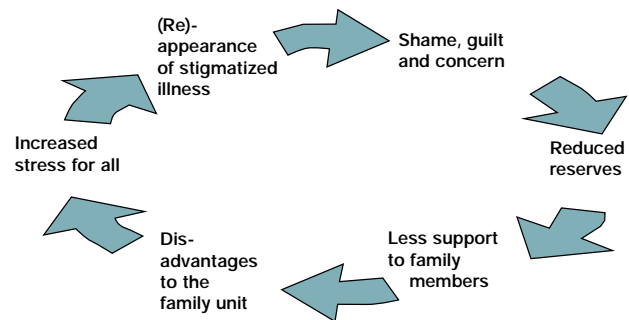 (Re)-
appearance
of stigmatized
illness
Shame, guilt
and concern
Reduced
reserves
Less support
to family
members
Dis-
advantages
to the
family unit
Increased
stress for all